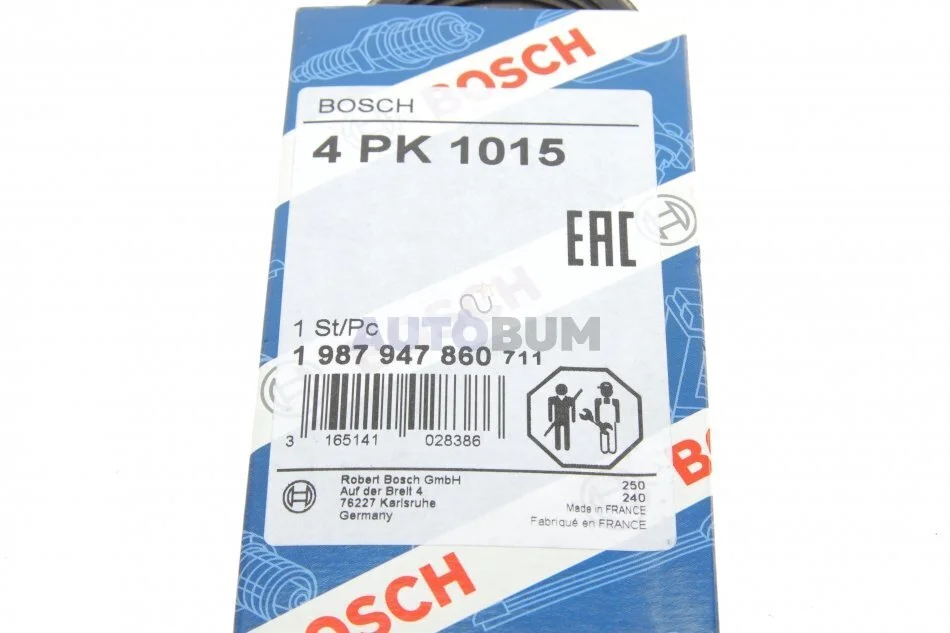 BOSCH
BOSCH
4 PK 1015
EAC
BOSCH
1 St/Pc
AUTOBUM
1 987 947 860 711
3 165141 028386
Robert Bosch GmbH
Auf der Breit 4
76227 Karlsruhe
Germany
250
240
Made in FRANCE
Fabriqué en FRANCE
B
BOSCH